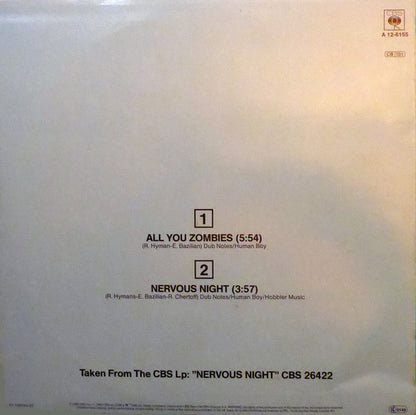 CBS
A 12-6155
CB 151
1
ALL YOU ZOMBIES (5:54)
(R. Hyman-E. Bazilian) Dub Notes/Human Boy
2
NERVOUS NIGHT (3:57)
(R. Hymans-E. Bazilian-R. Chertoff) Dub Notes/Human Boy/Hobbler Music
Taken From The CBS Lp: "NERVOUS NIGHT" CBS 26422